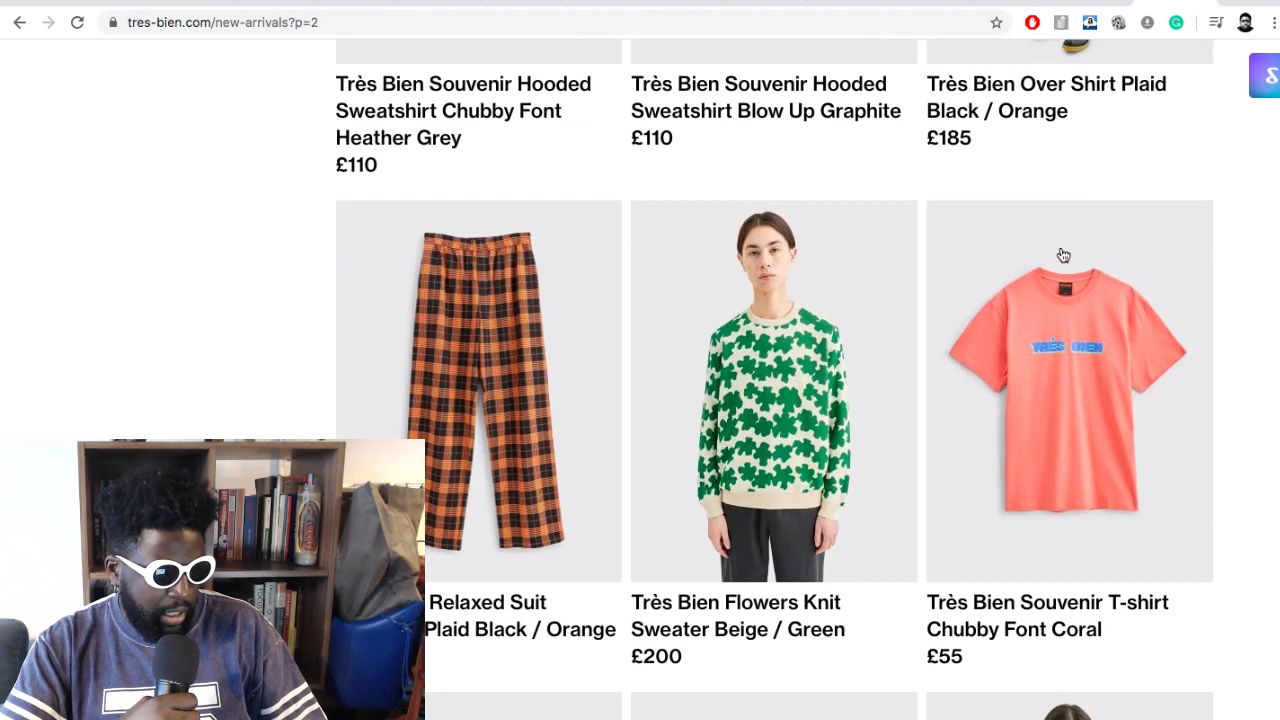 tres-bien.com/new-arrivals?p=2
Très Bien Souvenir Hooded
Sweatshirt Chubby Font
Heather Grey
£110
Très Bien Souvenir Hooded
Sweatshirt Blow Up Graphite
£110
Très Bien Over Shirt Plaid
Black / Orange
£185
TRÈS BIEN
Relaxed Suit
Plaid Black / Orange
Très Bien Flowers Knit
Sweater Beige / Green
£200
Très Bien Souvenir T-shirt
Chubby Font Coral
£55